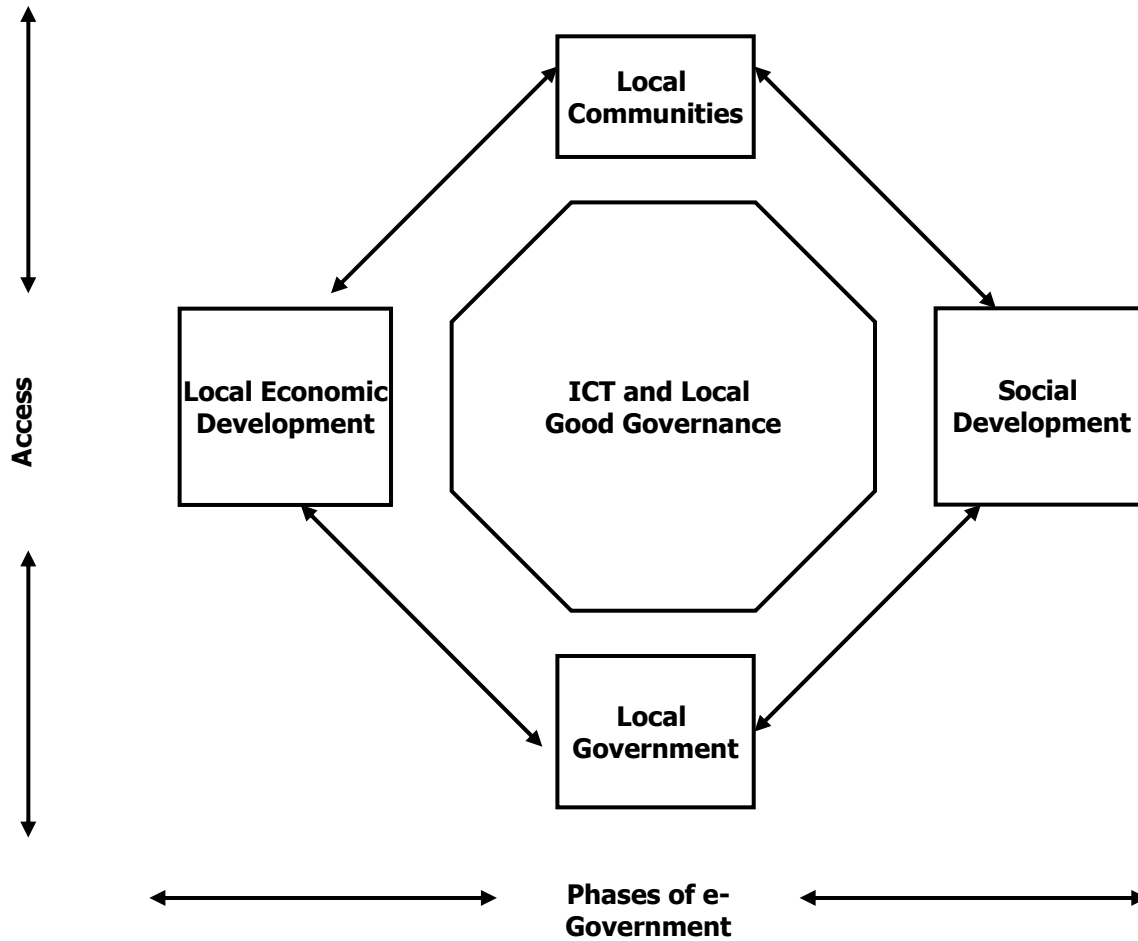 Local
Communities
Access
Local Economic
Development
ICT and Local
Good Governance
Social
Development
Local
Government
Phases of e-
Government